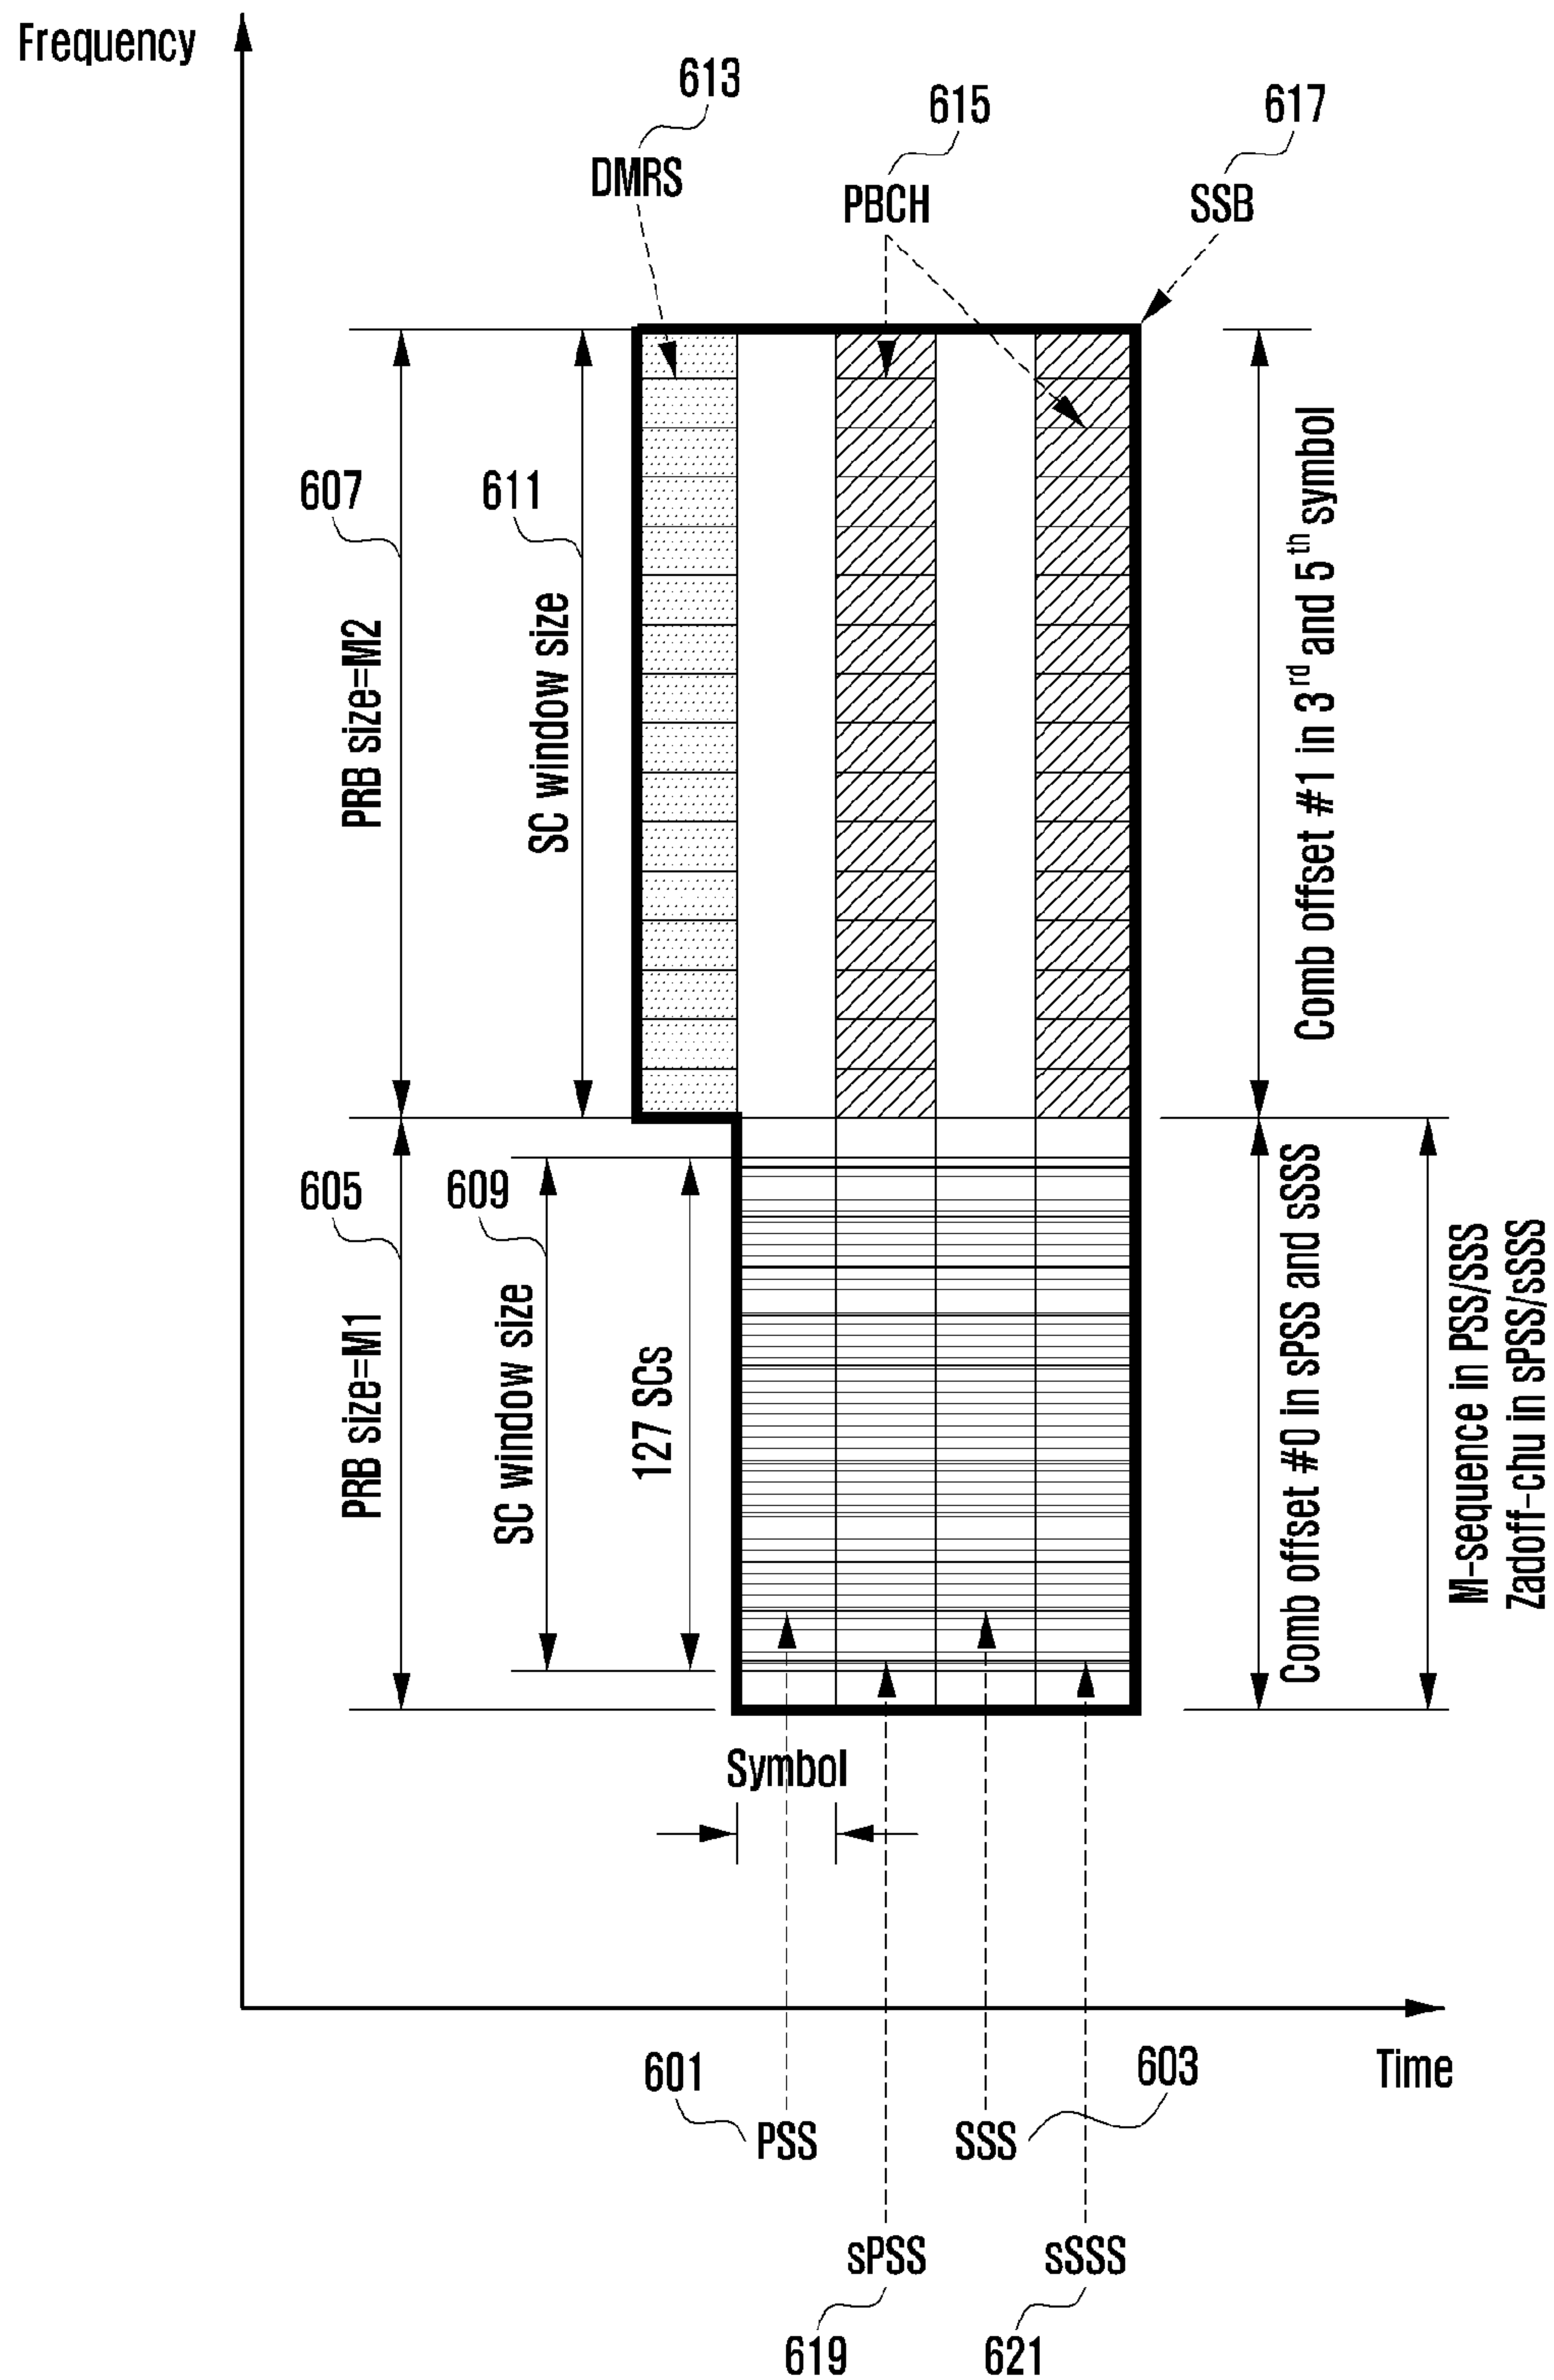 Frequency
613
615
617
DMRS
PBCH
SSB
607
611
PRB size=M2
SC window size
Comb offset #1 in 3rd and 5th symbol
605
609
PRB size=M1
SC window size
127 SCs
Comb offset #0 in sPSS and sSSS
M-sequence in PSS/SSS
Zadoff-chu in sPSS/sSSS
Symbol
601
603
Time
PSS
SSS
sPSS
sSSS
619
621